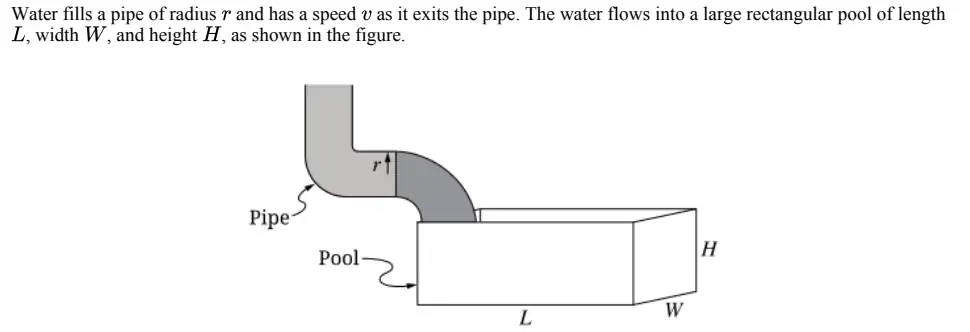 Water fills a pipe of radius r and has a speed v as it exits the pipe. The water flows into a large rectangular pool of length
L, width W, and height H, as shown in the figure.
r
Pipe
Pool
H
W
L